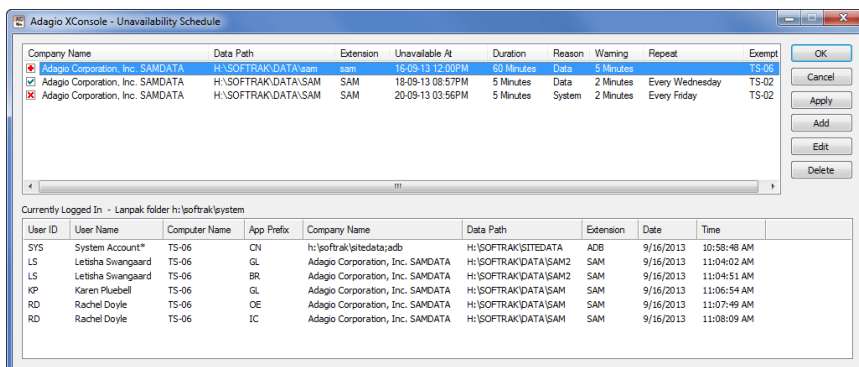 Adagio XConsole - Unavailability Schedule
Company Name Data Path Extension Unavailable At Duration Reason Warning Repeat Exempt
Adagio Corporation, Inc. SAMDATA H:\SOFTRAK\DATA\sam sam 16-09-13 12:00PM 60 Minutes Data 5 Minutes TS-06
Adagio Corporation, Inc. SAMDATA H:\SOFTRAK\DATA\SAM SAM 18-09-13 08:57PM 5 Minutes Data 2 Minutes Every Wednesday TS-02
Adagio Corporation, Inc. SAMDATA H:\SOFTRAK\DATA\SAM SAM 20-09-13 03:56PM 5 Minutes System 2 Minutes Every Friday TS-02
OK
Cancel
Apply
Add
Edit
Delete
Currently Logged In - Lanpak folder h:\softrak\system
User ID User Name Computer Name App Prefix Company Name Data Path Extension Date Time
SYS System Account* TS-06 CN h:\softrak\sitedata;adb H:\SOFTRAK\SITEDATA ADB 9/16/2013 10:58:48 AM
LS Letisha Swangaard TS-06 GL Adagio Corporation, Inc. SAMDATA H:\SOFTRAK\DATA\SAM2 SAM 9/16/2013 11:04:02 AM
LS Letisha Swangaard TS-06 BR Adagio Corporation, Inc. SAMDATA H:\SOFTRAK\DATA\SAM2 SAM 9/16/2013 11:04:51 AM
KP Karen Pluebell TS-06 GL Adagio Corporation, Inc. SAMDATA H:\SOFTRAK\DATA\SAM SAM 9/16/2013 11:06:54 AM
RD Rachel Doyle TS-06 OE Adagio Corporation, Inc. SAMDATA H:\SOFTRAK\DATA\SAM SAM 9/16/2013 11:07:49 AM
RD Rachel Doyle TS-06 IC Adagio Corporation, Inc. SAMDATA H:\SOFTRAK\DATA\SAM SAM 9/16/2013 11:08:09 AM